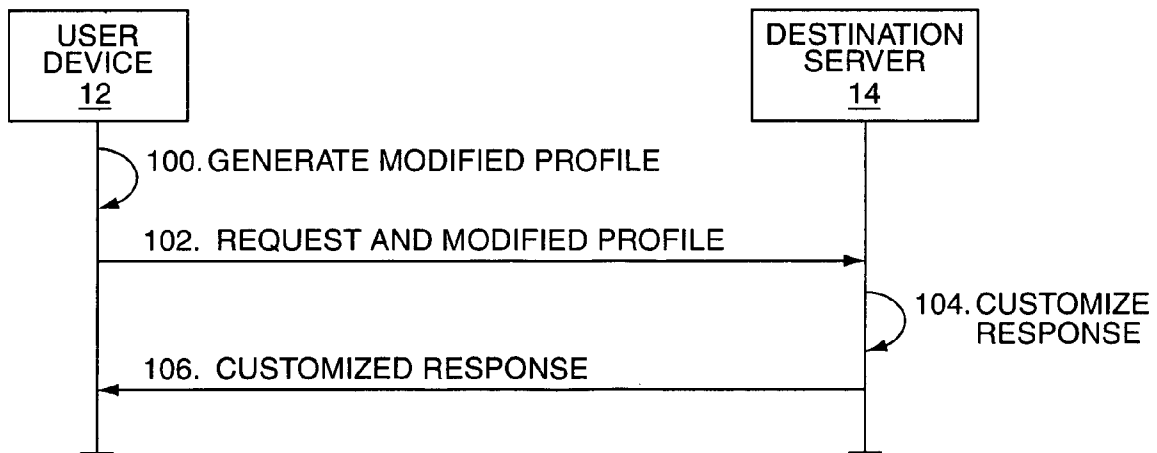 USER
DEVICE
12
DESTINATION
SERVER
14
100. GENERATE MODIFIED PROFILE
102. REQUEST AND MODIFIED PROFILE
104. CUSTOMIZE
RESPONSE
106. CUSTOMIZED RESPONSE